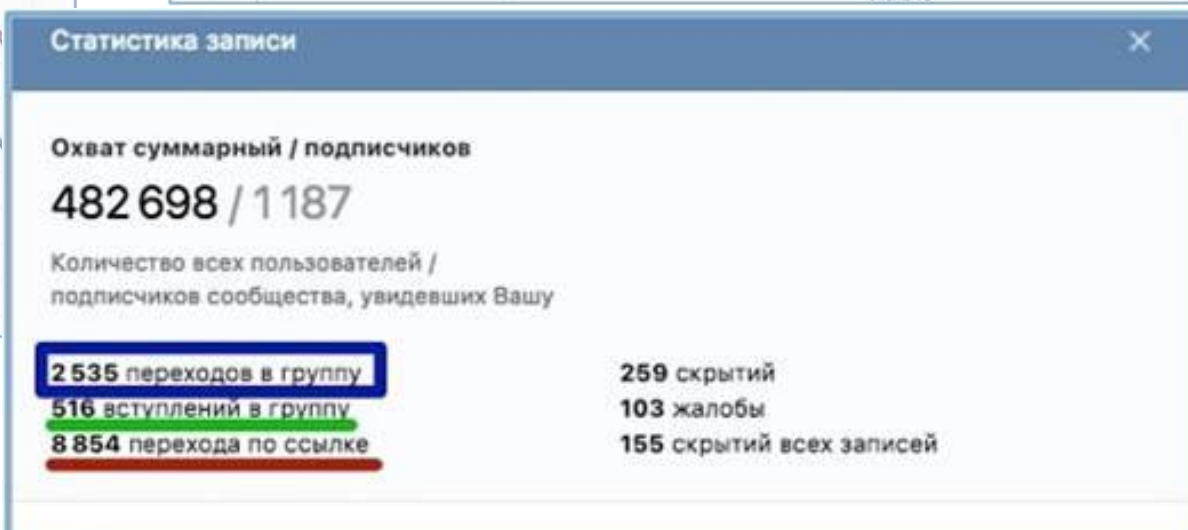 Статистика записи
Охват суммарный / подписчиков
482 698 / 1 187
Количество всех пользователей /
подписчиков сообщества, увидевших Вашу
2 535 переходов в группу
259 скрытий
516 вступлений в группу
103 жалобы
8 854 перехода по ссылке
155 скрытий всех записей